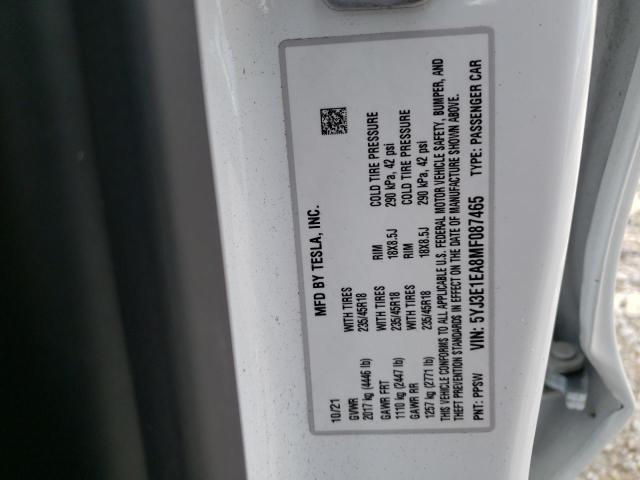 MFD BY TESLA, INC.
10/21
GVWR WITH TIRES RIM COLD TIRE PRESSURE
2017 kg (4446 lb) 235/45R18 18X8.5J 290 kPa, 42 psi
GAWR FRT WITH TIRES RIM COLD TIRE PRESSURE
1110 kg (2447 lb) 235/45R18 18X8.5J 290 kPa, 42 psi
GAWR RR
1257 kg (2771 lb) 235/45R18
THIS VEHICLE CONFORMS TO ALL APPLICABLE U.S. FEDERAL MOTOR VEHICLE SAFETY, BUMPER, AND
THEFT PREVENTION STANDARDS IN EFFECT ON THE DATE OF MANUFACTURE SHOWN ABOVE.
PNT: PPSW VIN: 5YJ3E1EA8MF087465 TYPE: PASSENGER CAR